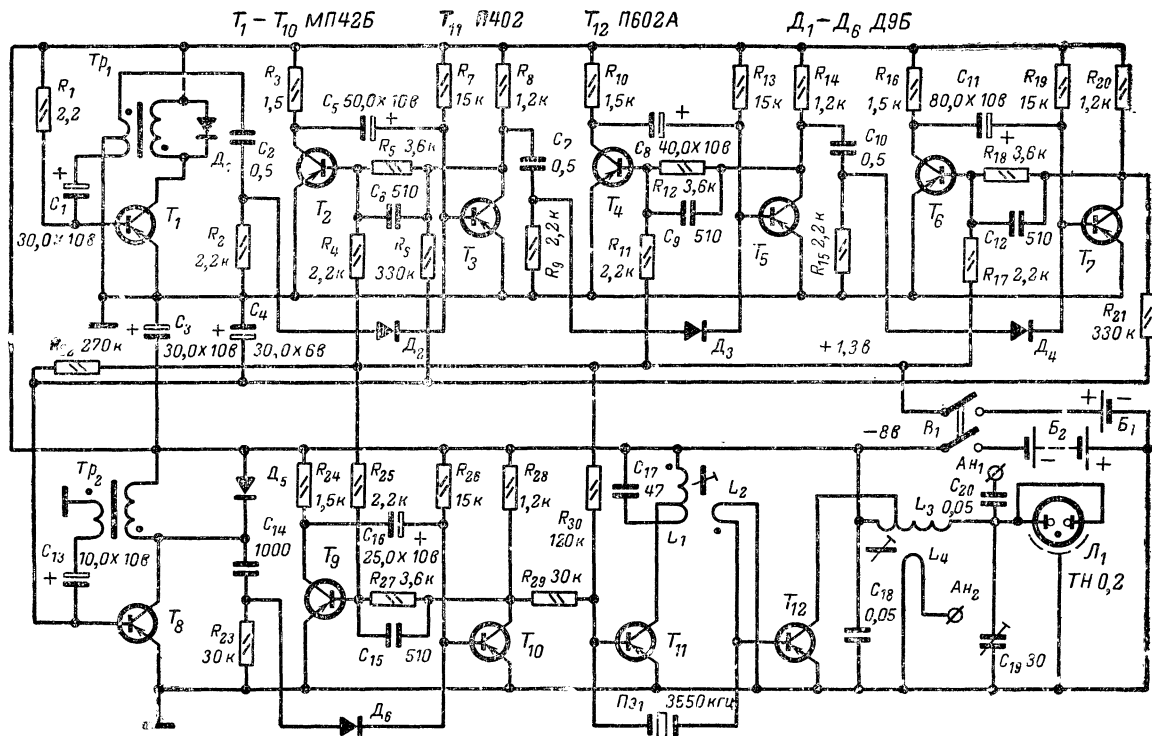 T₁ – T₁₀ МП42Б T₁₁ П402 T₁₂ П602А Д₁–Д₆ Д9Б
R₁ 2,2
Тр₁
C₁ 30,0×10в
T₁
C₂ 0,5
R₂ 2,2к
C₃ 30,0×10в
C₄ 30,0×6в
R₃ 1,5
C₅ 50,0×10в
R₅ 3,6к
C₆ 510
T₂
R₄ 2,2к
330к
Д₂
R₇ 15к
R₈ 1,2к
T₃
C₇ 0,5
R₉ 2,2к
R₁₀ 1,5к
C₈ 40,0×10в
R₁₂ 3,6к
C₉ 510
T₄
R₁₁ 2,2к
Д₃
R₁₃ 15к
R₁₄ 1,2к
T₅
C₁₀ 0,5
R₁₅ 2,2к
R₁₆ 1,5к
C₁₁ 80,0×10в
R₁₈ 3,6к
C₁₂ 510
T₆
R₁₇ 2,2к
Д₄
R₁₉ 15к
R₂₀ 1,2к
T₇
R₂₁ 330к
270к
+1,3в
–8в
В₁
Б₁
Б₂
Тр₂
C₁₃ 10,0×10в
T₈
Д₅
C₁₄ 1000
R₂₃ 30к
R₂₄ 1,5к
R₂₅ 2,2к
C₁₆ 25,0×10в
R₂₇ 3,6к
C₁₅ 510
T₉
Д₆
R₂₆ 15к
R₂₈ 1,2к
T₁₀
R₂₉ 30к
R₃₀ 120к
C₁₇ 47
L₁
L₂
T₁₁
Пэ₁ 3550кгц
T₁₂
C₁₈ 0,05
L₃
L₄
Ан₁
C₂₀ 0,05
Ан₂
C₁₉ 30
Л₁
ТН 0,2